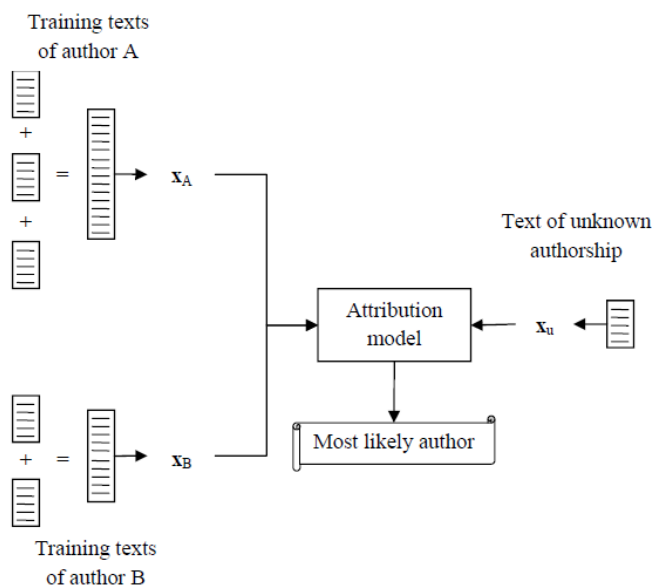 Training texts
of author A
+
=
x_A
+
Text of unknown
authorship
Attribution
model
x_u
Most likely author
+
=
x_B
Training texts
of author B